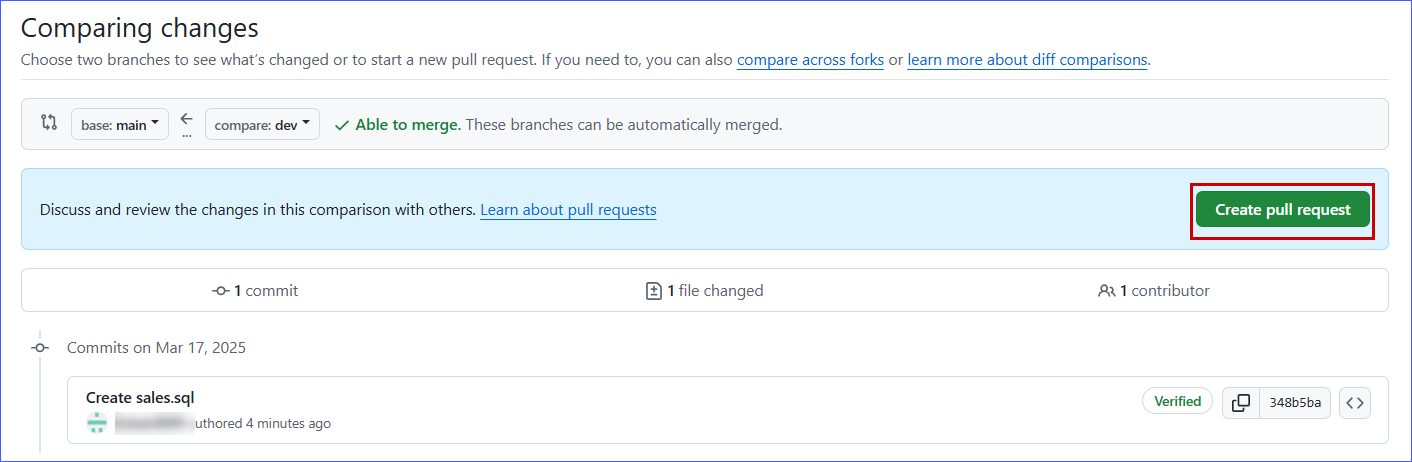 Comparing changes
Choose two branches to see what's changed or to start a new pull request. If you need to, you can also compare across forks or learn more about diff comparisons.
base: main ... compare: dev Able to merge. These branches can be automatically merged.
Discuss and review the changes in this comparison with others. Learn about pull requests Create pull request
1 commit 1 file changed 1 contributor
Commits on Mar 17, 2025
Create sales.sql Verified 348b5ba
uthored 4 minutes ago